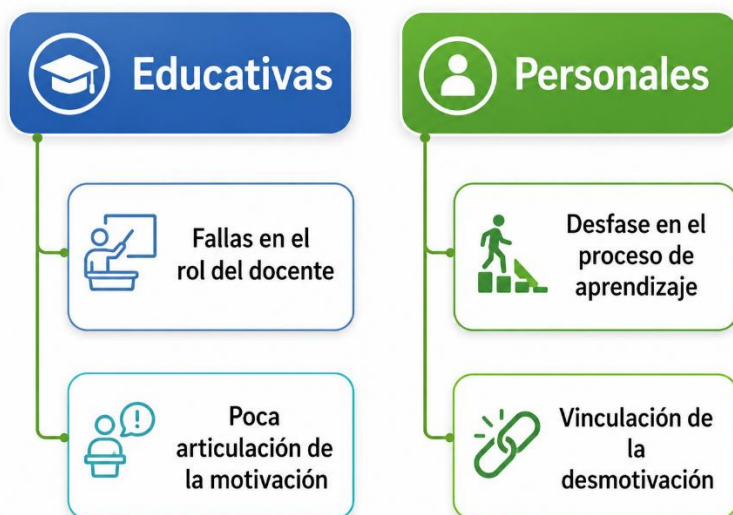 Educativas
Fallas en el
rol del docente
Poca
articulación de
la motivación
Personales
Desfase en el
proceso de
aprendizaje
Vinculación de
la
desmotivación